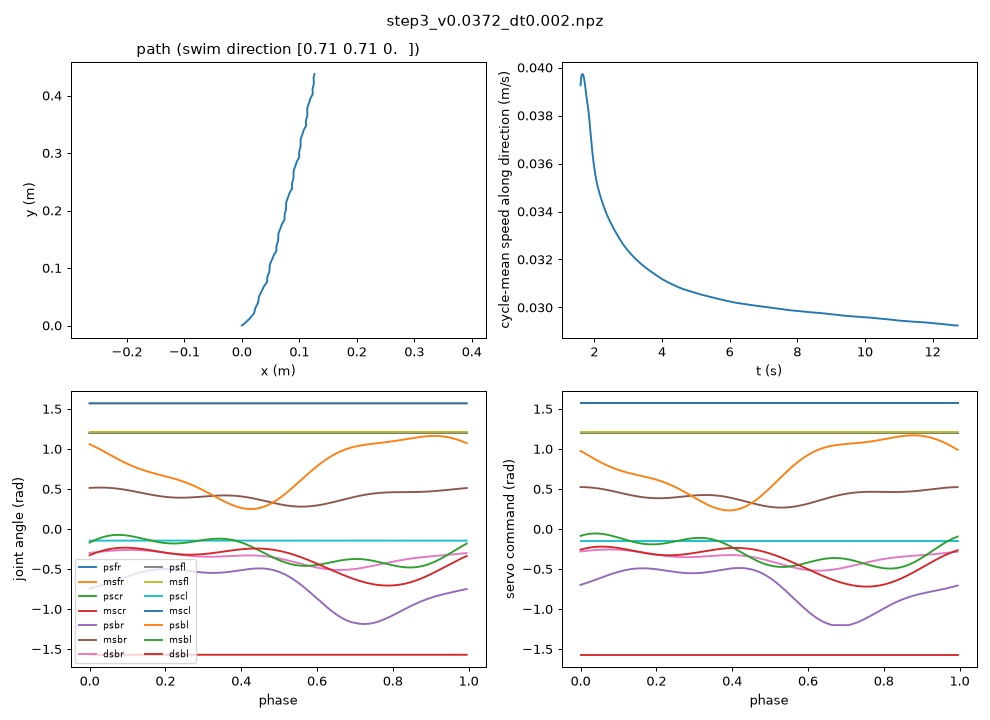 step3_v0.0372_dt0.002.npz
path (swim direction [0.71 0.71 0.  ])
0.4
0.3
0.2
0.1
0.0
y (m)
−0.2 −0.1 0.0 0.1 0.2 0.3 0.4
x (m)
0.040
0.038
0.036
0.034
0.032
0.030
cycle-mean speed along direction (m/s)
2 4 6 8 10 12
t (s)
1.5
1.0
0.5
0.0
−0.5
−1.0
−1.5
joint angle (rad)
psfr psfl
msfr msfl
pscr pscl
mscr mscl
psbr psbl
msbr msbl
dsbr dsbl
0.0 0.2 0.4 0.6 0.8 1.0
phase
1.5
1.0
0.5
0.0
−0.5
−1.0
−1.5
servo command (rad)
0.0 0.2 0.4 0.6 0.8 1.0
phase